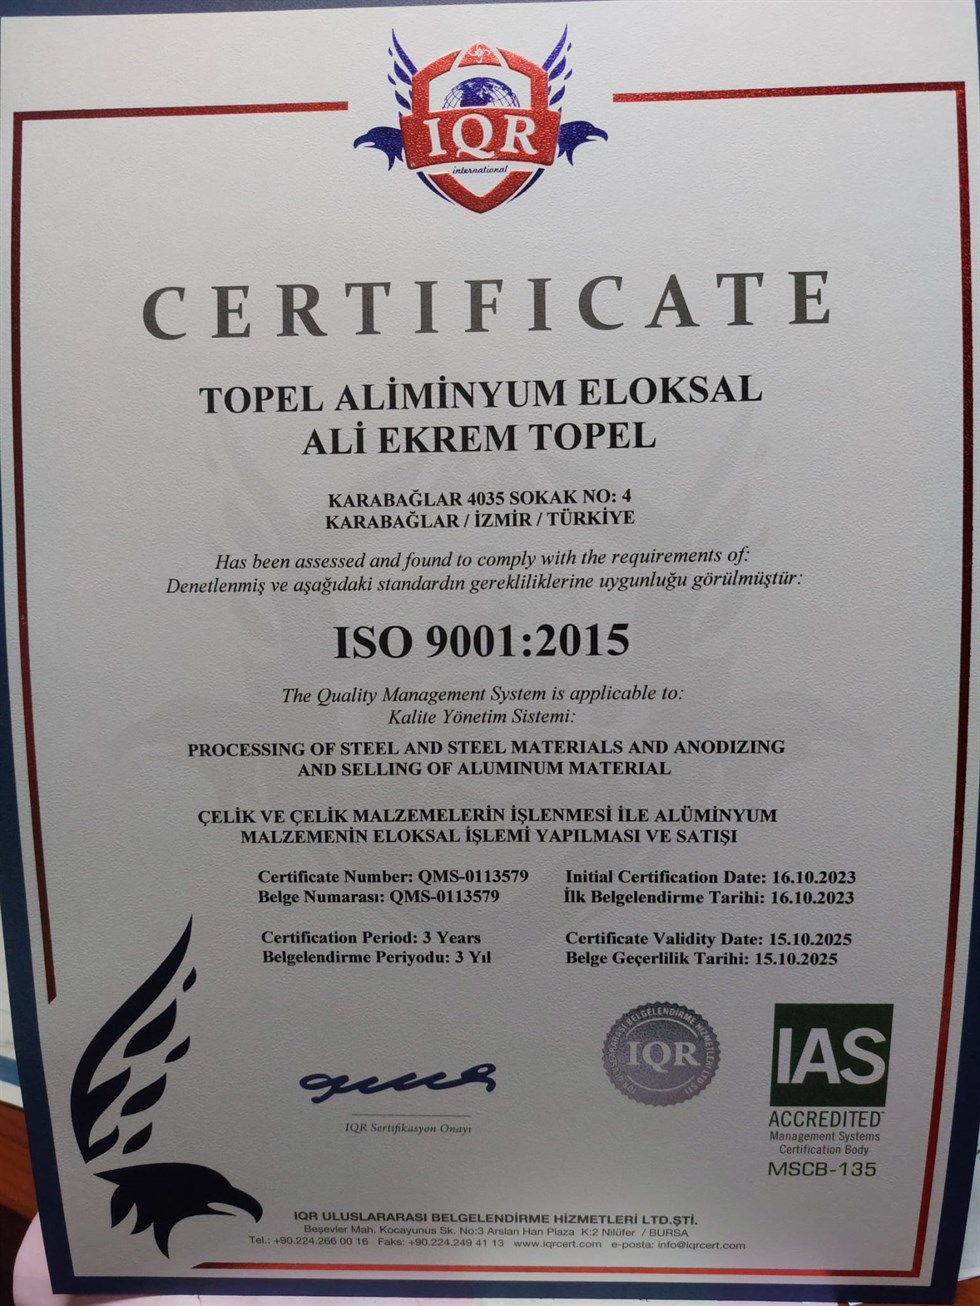 IQR
international
CERTIFICATE
TOPEL ALİMİNYUM ELOKSAL
ALİ EKREM TOPEL
KARABAĞLAR 4035 SOKAK NO: 4
KARABAĞLAR / İZMİR / TÜRKİYE
Has been assessed and found to comply with the requirements of:
Denetlenmiş ve aşağıdaki standardın gerekliliklerine uygunluğu görülmüştür:
ISO 9001:2015
The Quality Management System is applicable to:
Kalite Yönetim Sistemi:
PROCESSING OF STEEL AND STEEL MATERIALS AND ANODIZING
AND SELLING OF ALUMINUM MATERIAL
ÇELİK VE ÇELİK MALZEMELERİN İŞLENMESİ İLE ALÜMİNYUM
MALZEMENİN ELOKSAL İŞLEMİ YAPILMASI VE SATIŞI
Certificate Number: QMS-0113579
Belge Numarası: QMS-0113579
Initial Certification Date: 16.10.2023
İlk Belgelendirme Tarihi: 16.10.2023
Certification Period: 3 Years
Belgelendirme Periyodu: 3 Yıl
Certificate Validity Date: 15.10.2025
Belge Geçerlilik Tarihi: 15.10.2025
IQR Sertifikasyon Onayı
IQR ULUSLARARASI BELGELENDİRME HİZMETLERİ LTD ŞTİ
IQR
IAS
ACCREDITED
Management Systems
Certification Body
MSCB-135
IQR ULUSLARARASI BELGELENDİRME HİZMETLERİ LTD.ŞTİ.
Beşevler Mah. Kocayunus Sk. No:3 Arslan Han Plaza K:2 Nilüfer / BURSA
Tel.: +90.224.266 00 16 Faks: +90.224.249 41 13 www.iqrcert.com e-posta: info@iqrcert.com